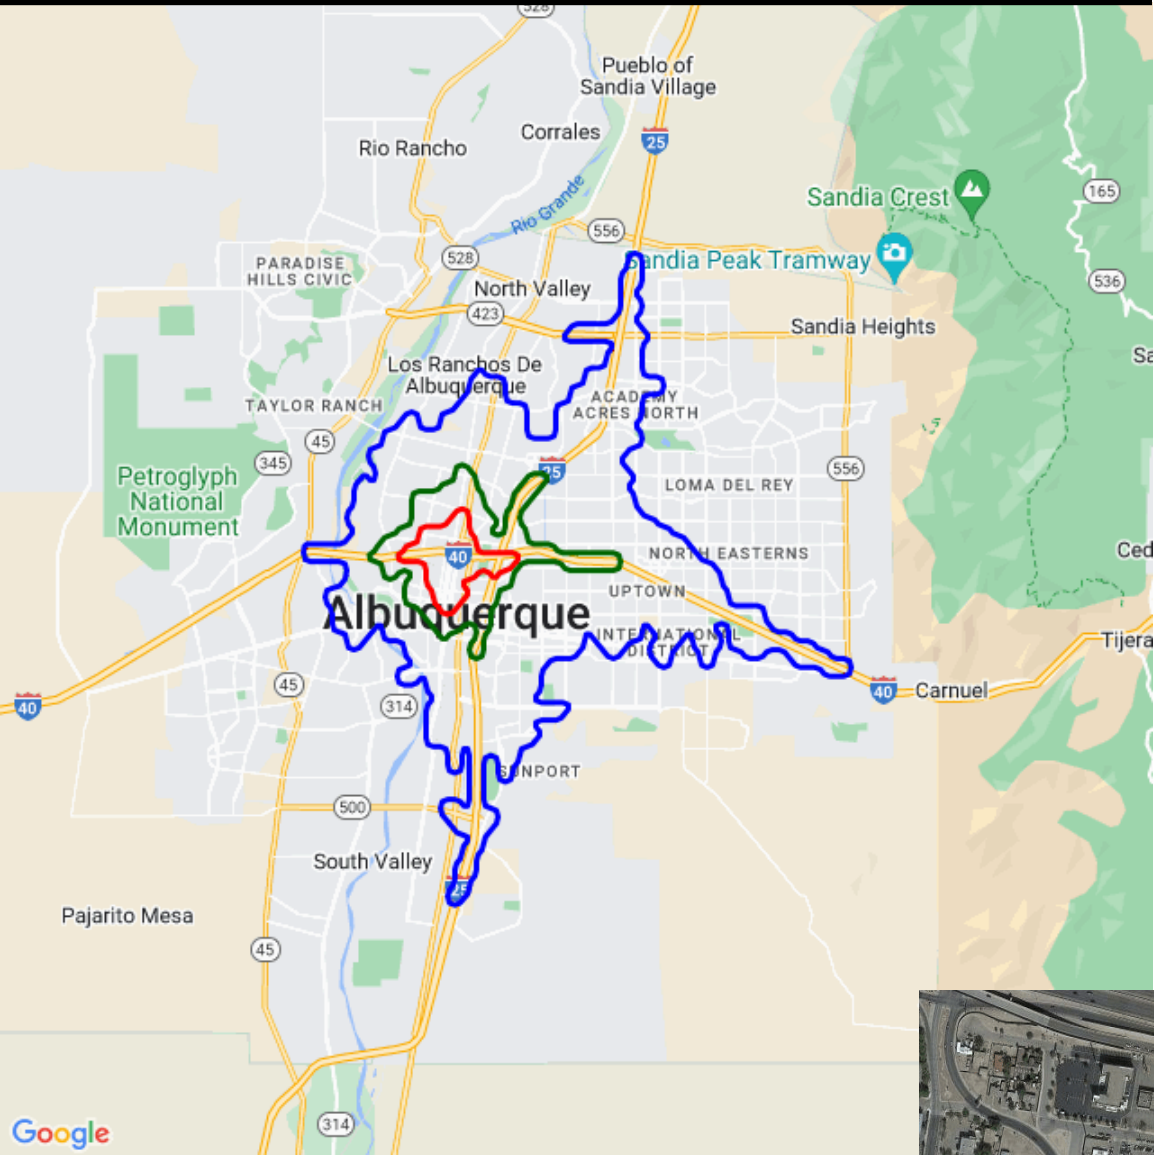 528
Pueblo of
Sandia Village
Corrales
25
Rio Rancho
165
Sandia Crest
Rio Grande
556
528
Sandia Peak Tramway
PARADISE
HILLS CIVIC
536
North Valley
423
Sandia Heights
Sa
Los Ranchos De
Albuquerque
TAYLOR RANCH
ACADEMY
ACRES NORTH
45
345
25
556
Petroglyph
National
Monument
LOMA DEL REY
40
NORTH EASTERNS
Ced
UPTOWN
Albuquerque
INTERNATIONAL
DISTRICT
Tijera
45
40
Carnuel
314
40
SUNPORT
500
South Valley
25
Pajarito Mesa
45
314
Google